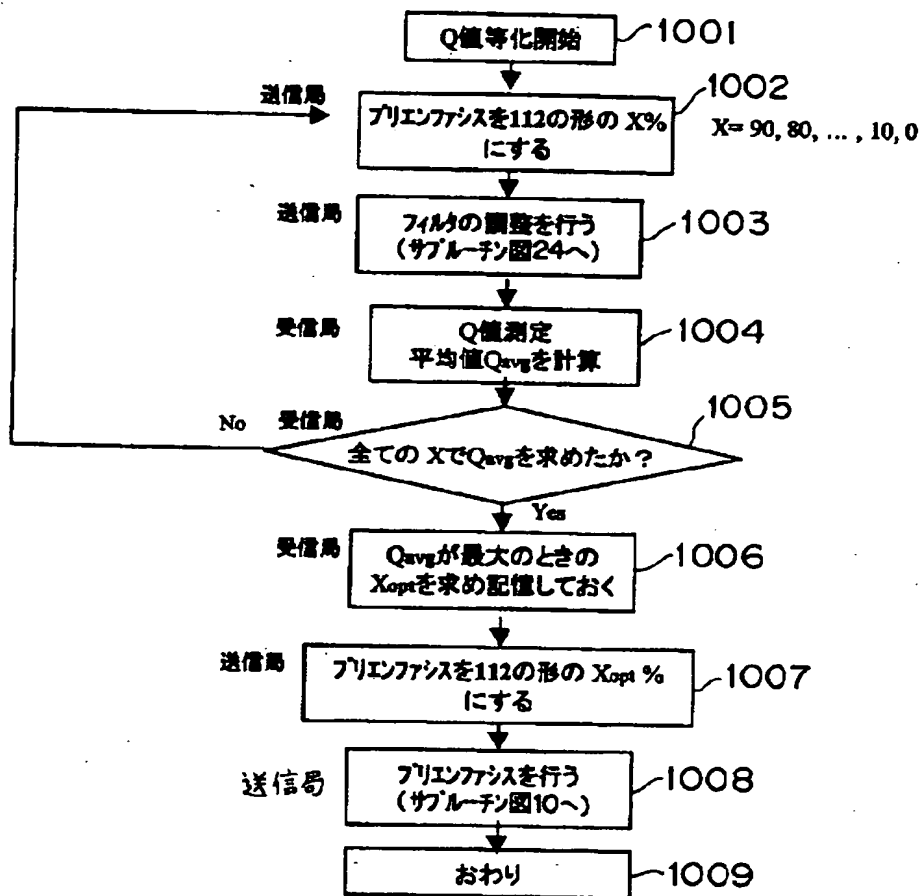 Q値等化開始
1001
送信局
プリエンファシスを112の形の X%
にする
1002
X= 90, 80, ... , 10, 0
送信局
フィルタの調整を行う
(サブルーチン図24へ)
1003
受信局
Q値測定
平均値Qavgを計算
1004
No
受信局
全ての XでQavgを求めたか？
1005
Yes
受信局
Qavgが最大のときの
Xoptを求め記憶しておく
1006
送信局
プリエンファシスを112の形の Xopt %
にする
1007
送信局
プリエンファシスを行う
(サブルーチン図10へ)
1008
おわり
1009